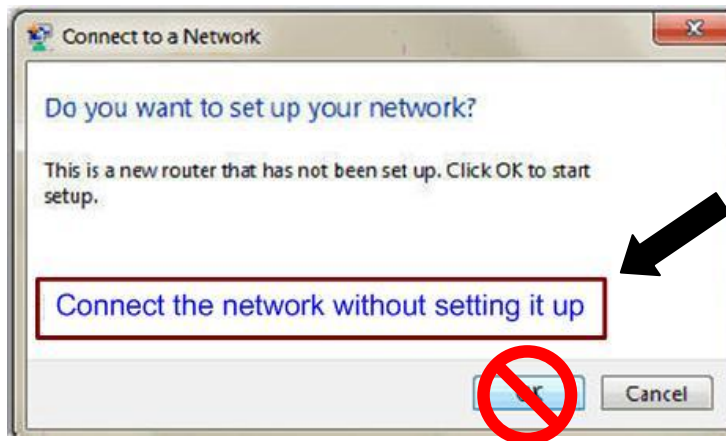 Connect to a Network
Do you want to set up your network?
This is a new router that has not been set up. Click OK to start
setup.
Connect the network without setting it up
OK
Cancel